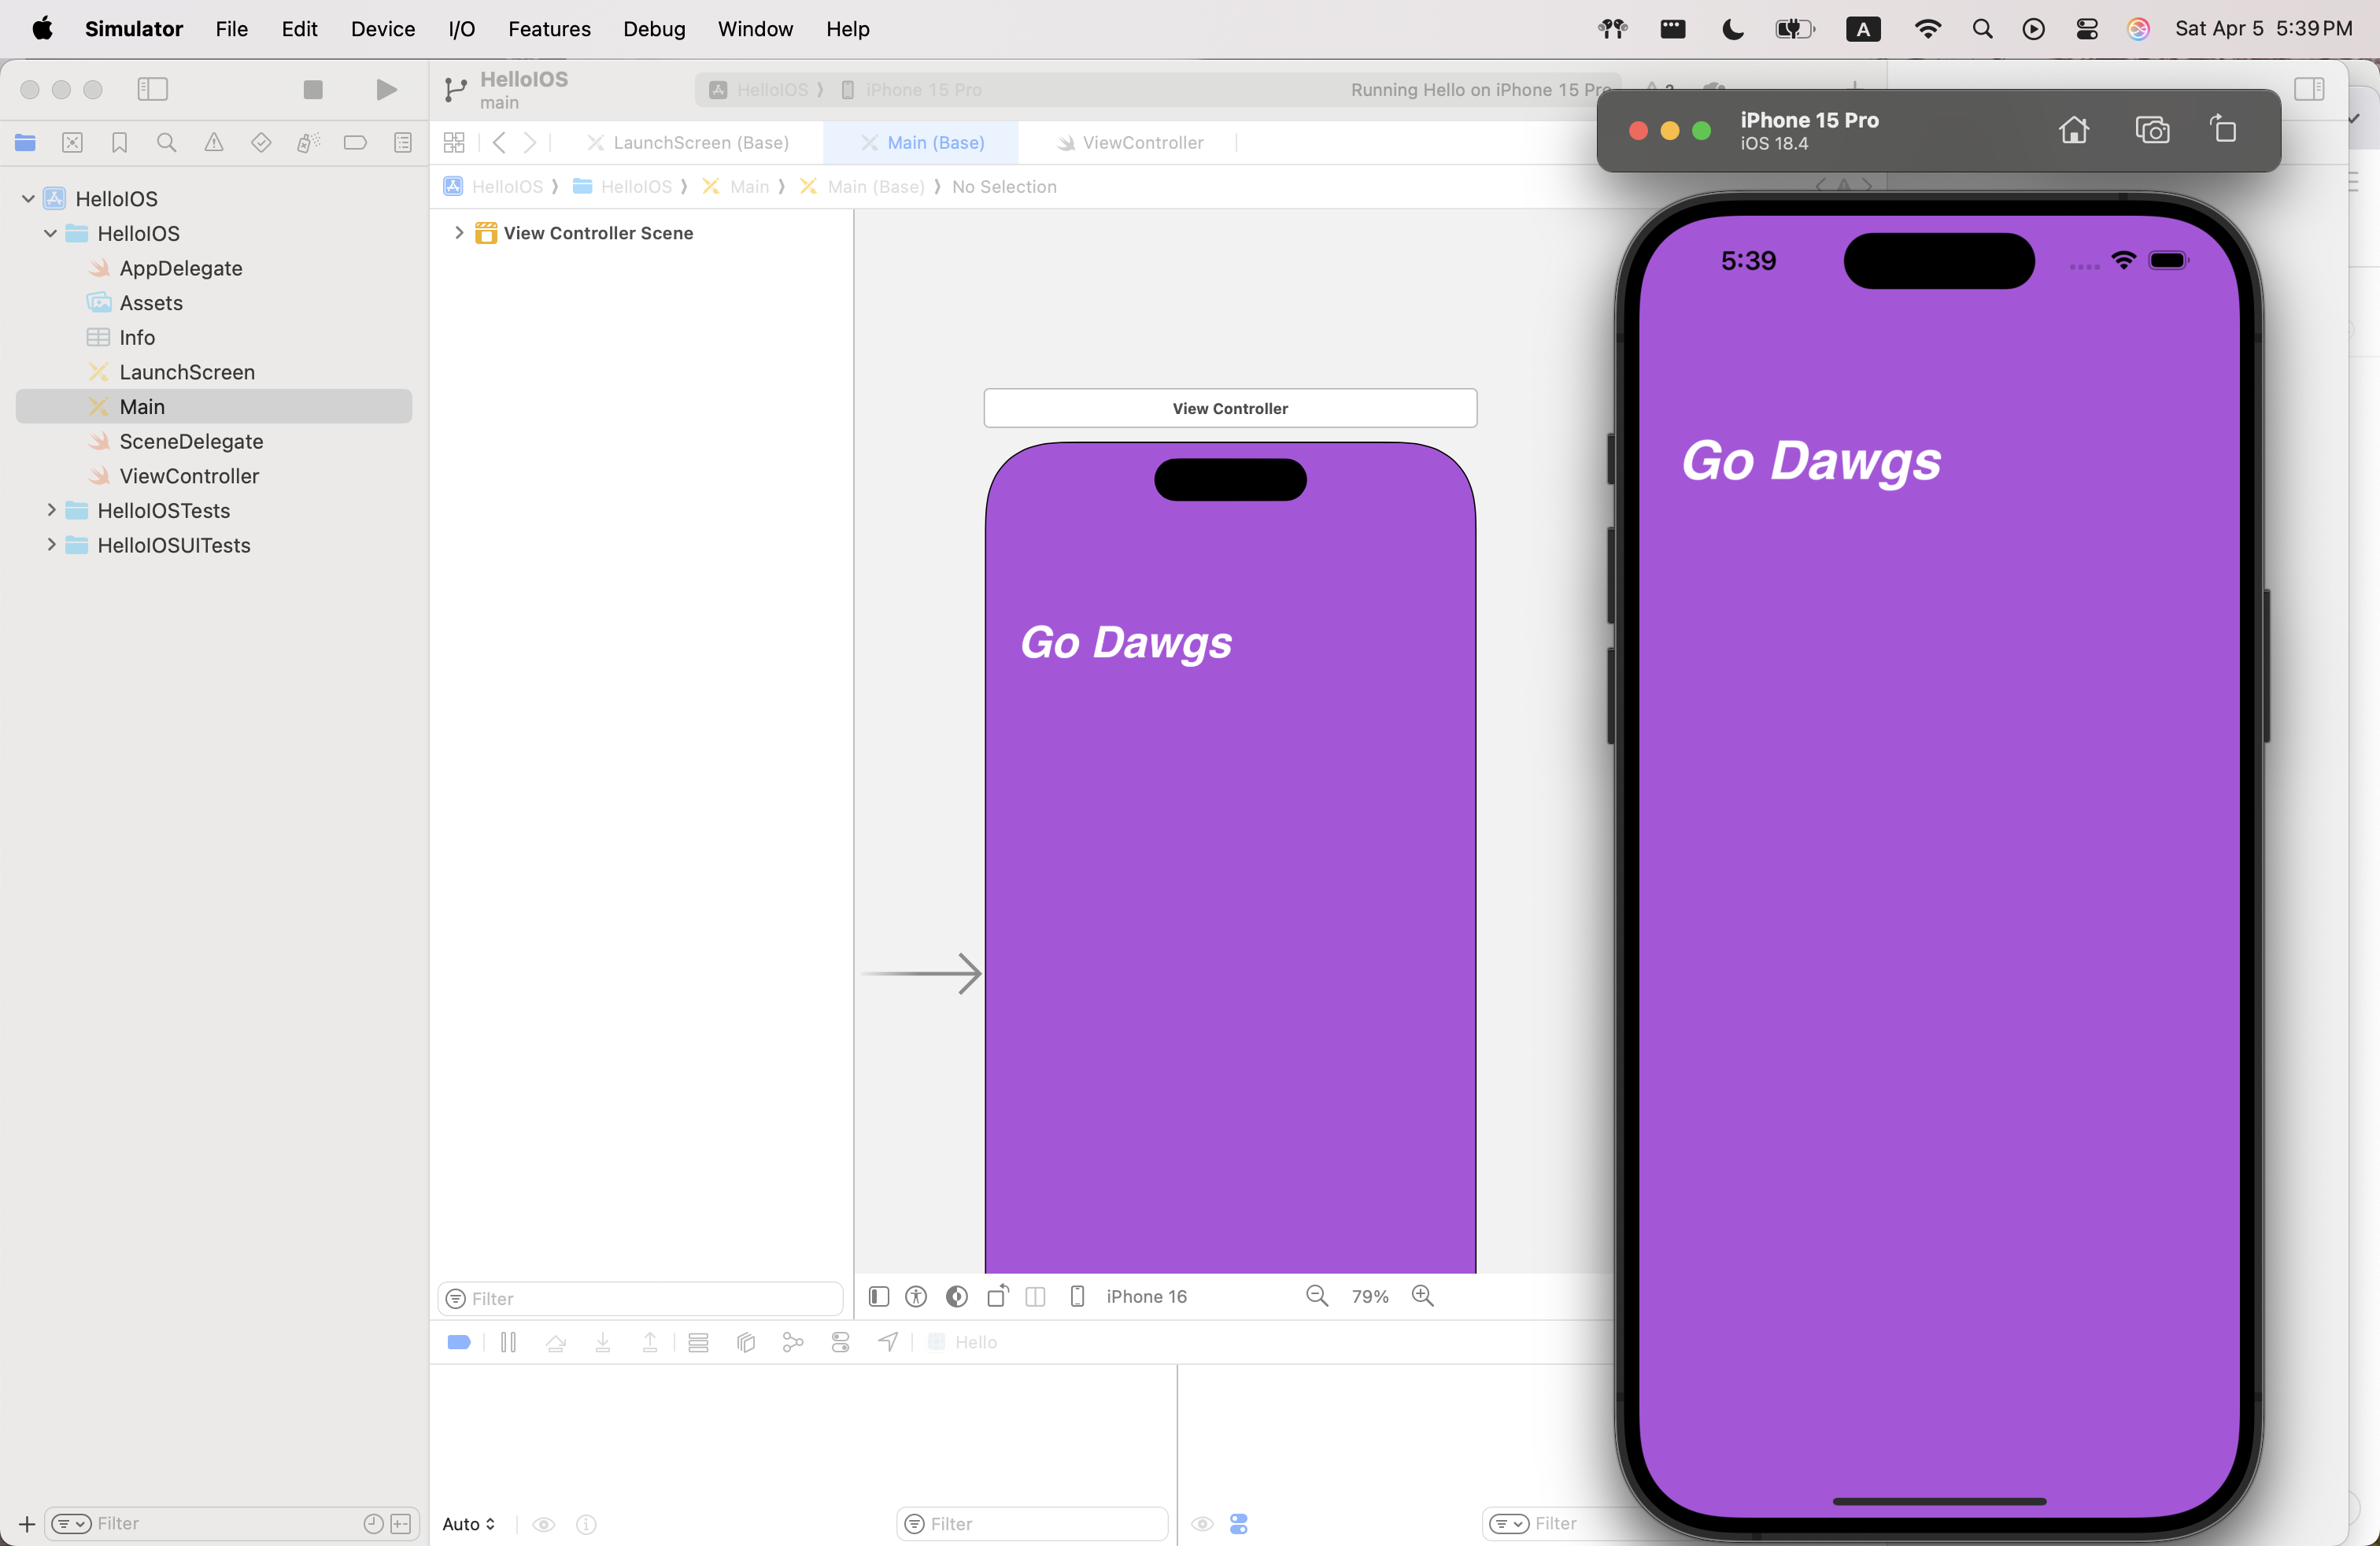 Simulator File Edit Device I/O Features Debug Window Help A Sat Apr 5 5:39 PM
HelloIOS
main
HelloIOS iPhone 15 Pro
Running Hello on iPhone 15 Pro
iPhone 15 Pro
iOS 18.4
LaunchScreen (Base) Main (Base) ViewController
HelloIOS HelloIOS Main Main (Base) No Selection
HelloIOS
HelloIOS
AppDelegate
Assets
Info
LaunchScreen
Main
SceneDelegate
ViewController
HelloIOSTests
HelloIOSUITests
View Controller Scene
View Controller
Go Dawgs
5:39
Go Dawgs
Filter
iPhone 16 79%
Hello
Filter
Auto
Filter
Filter